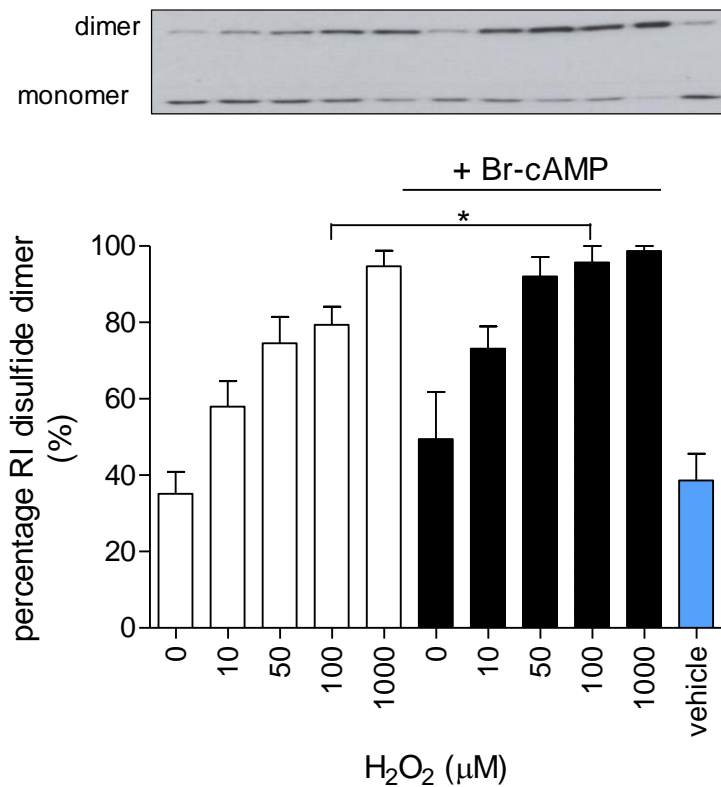 dimer
monomer
+ Br-cAMP
*
percentage RI disulfide dimer
(%)
100
80
60
40
20
0
0 10 50 100 1000 0 10 50 100 1000 vehicle
H₂O₂ (μM)